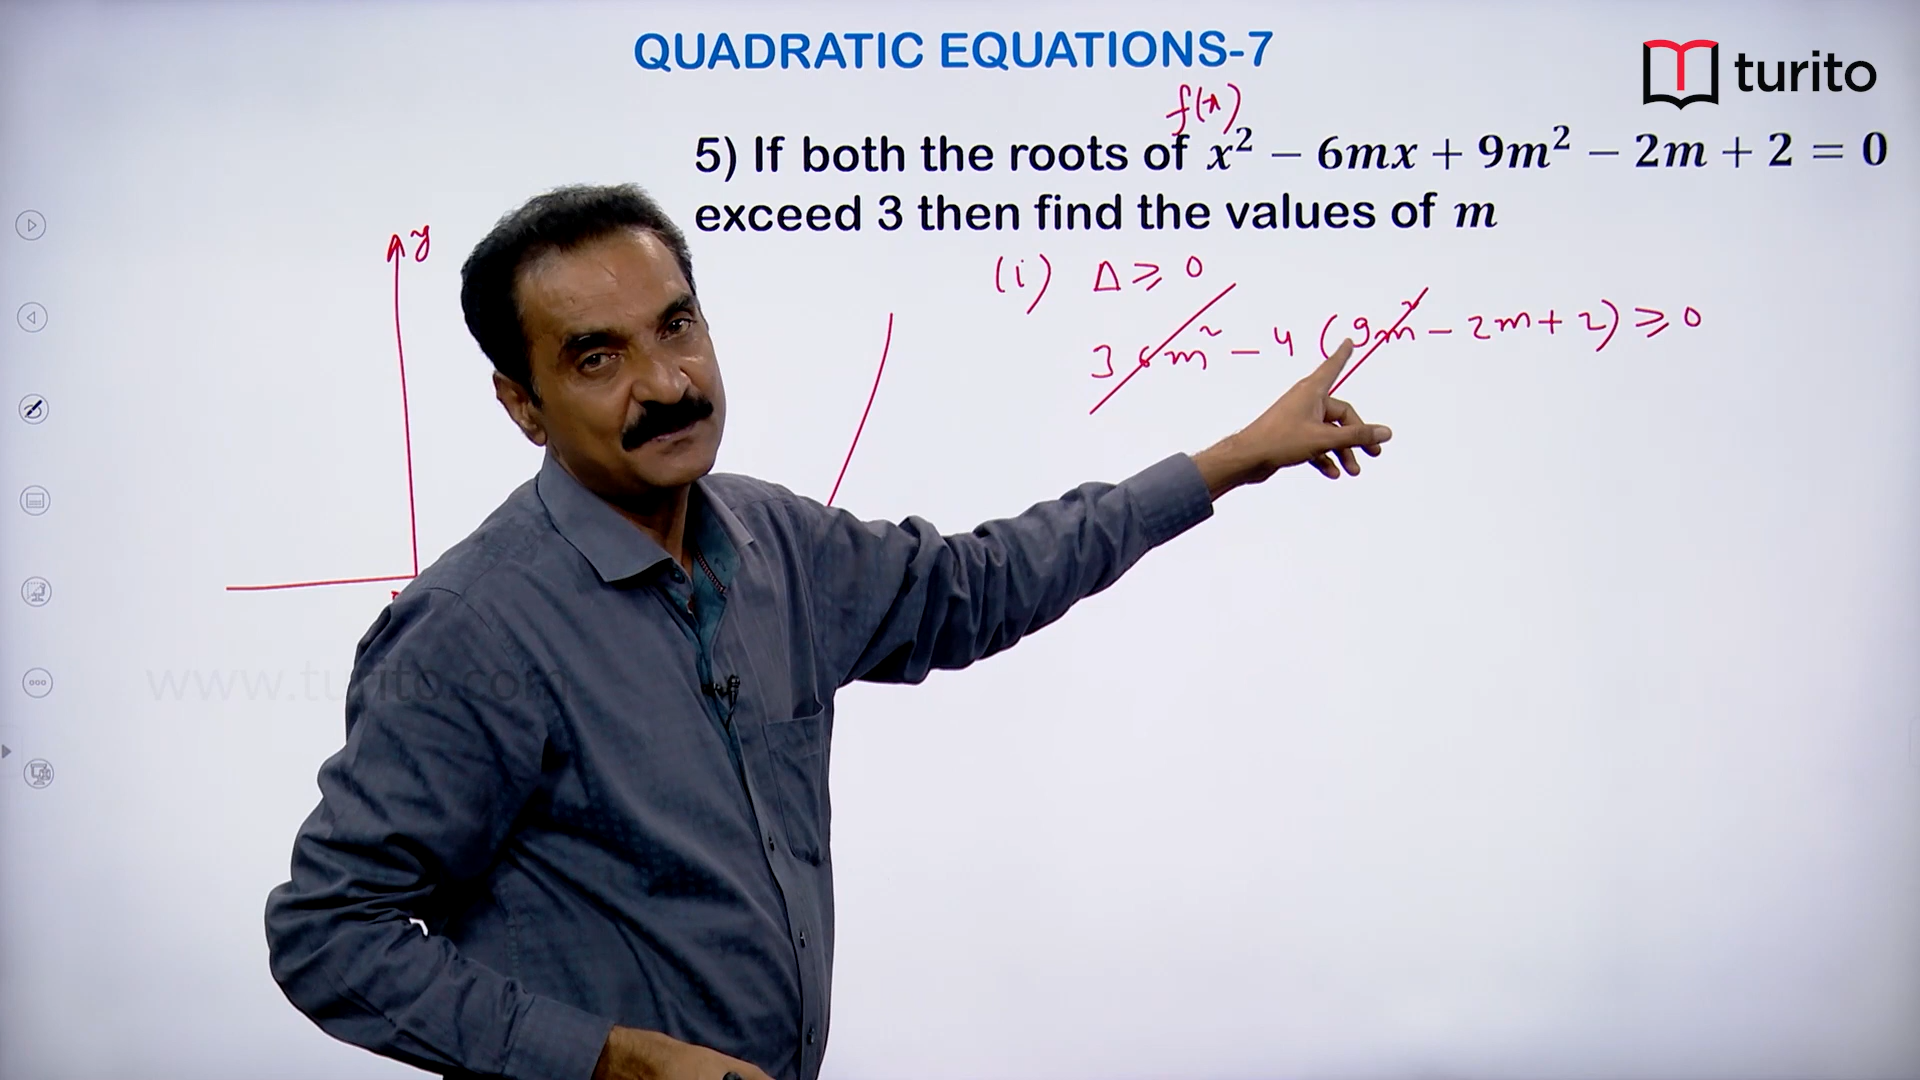 QUADRATIC EQUATIONS-7
turito
f(x)
5) If both the roots of x² − 6mx + 9m² − 2m + 2 = 0
exceed 3 then find the values of m
y
(i) Δ ≥ 0
36m² − 4 (9m² − 2m + 2) ≥ 0
www.turito.com